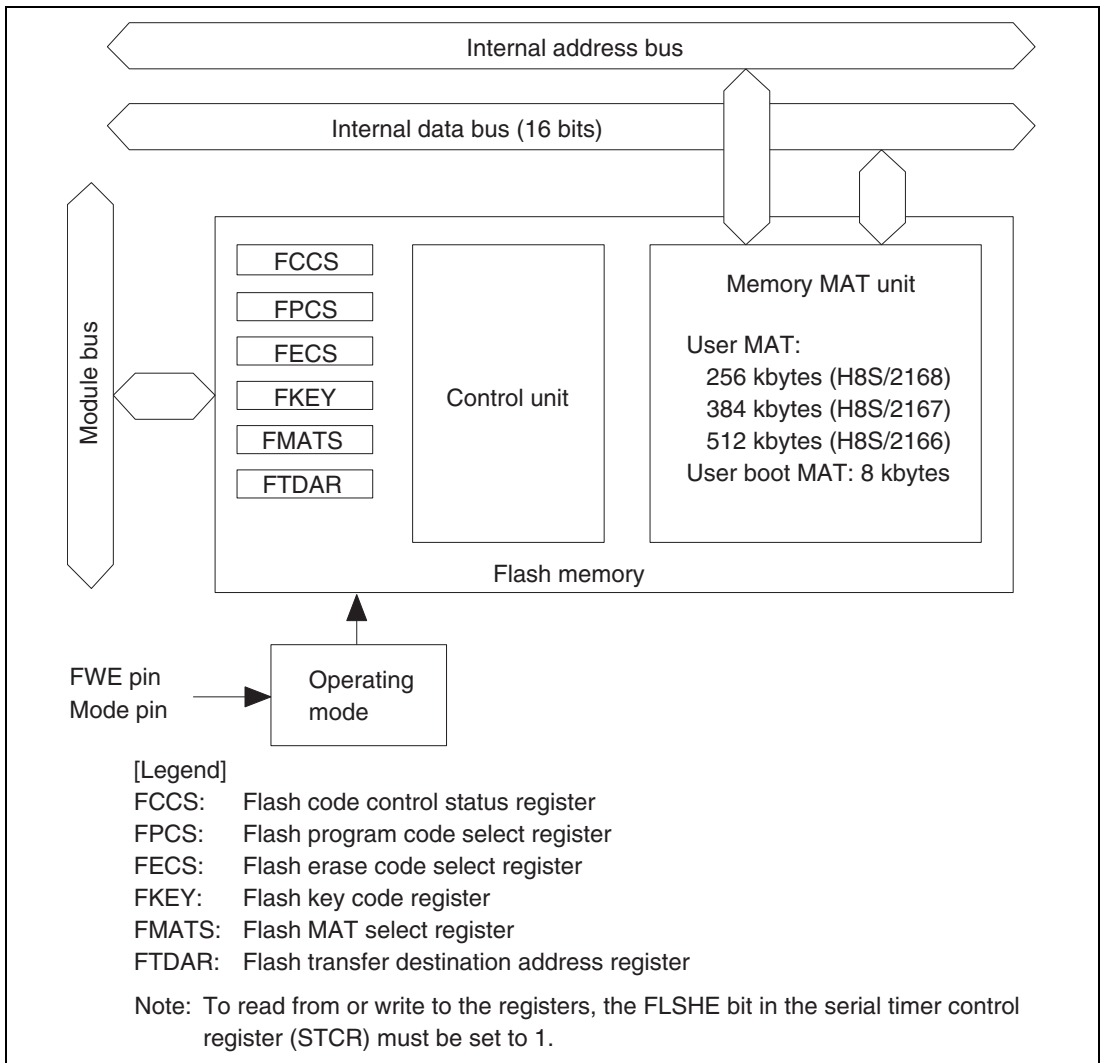 Internal address bus
Internal data bus (16 bits)
Module bus
FCCS
FPCS
FECS
FKEY
FMATS
FTDAR
Control unit
Memory MAT unit
User MAT:
256 kbytes (H8S/2168)
384 kbytes (H8S/2167)
512 kbytes (H8S/2166)
User boot MAT: 8 kbytes
Flash memory
FWE pin
Mode pin
Operating
mode
[Legend]
FCCS: Flash code control status register
FPCS: Flash program code select register
FECS: Flash erase code select register
FKEY: Flash key code register
FMATS: Flash MAT select register
FTDAR: Flash transfer destination address register
Note: To read from or write to the registers, the FLSHE bit in the serial timer control
register (STCR) must be set to 1.